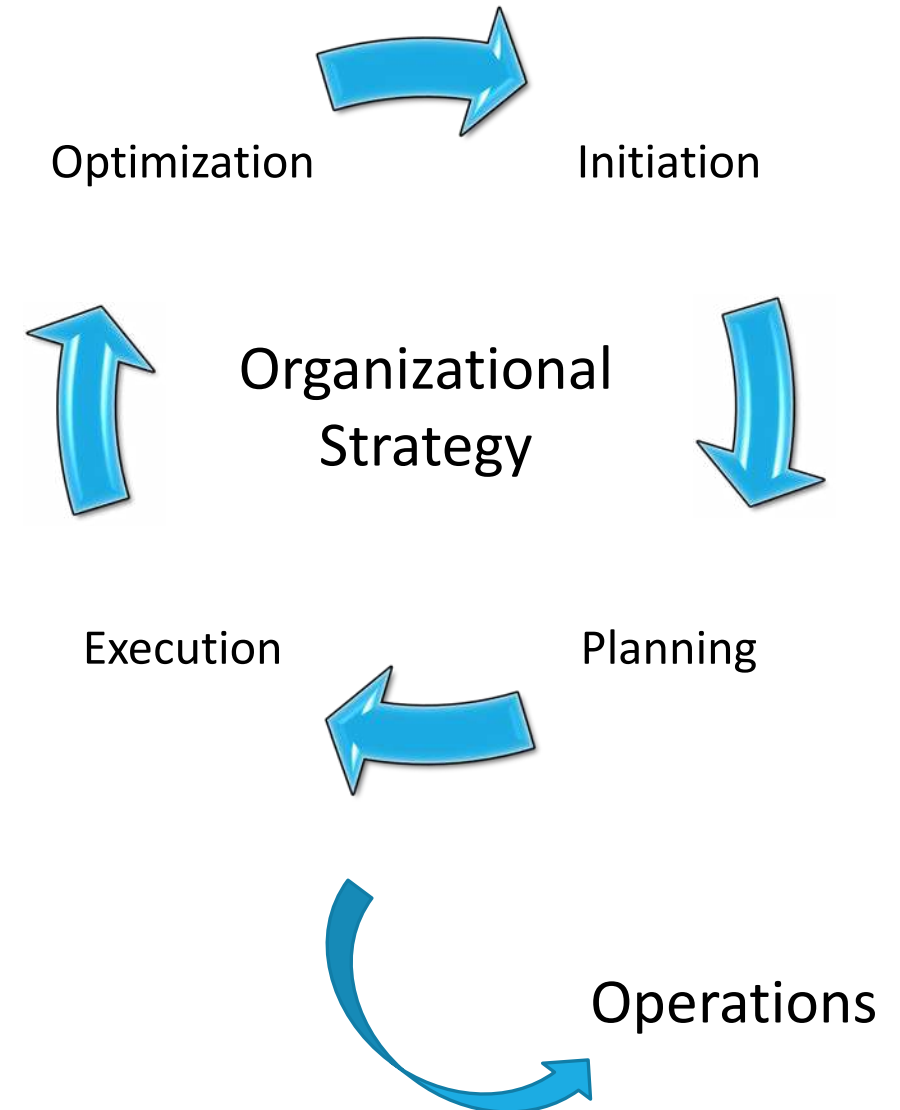 Optimization
Initiation
Organizational
Strategy
Execution
Planning
Operations